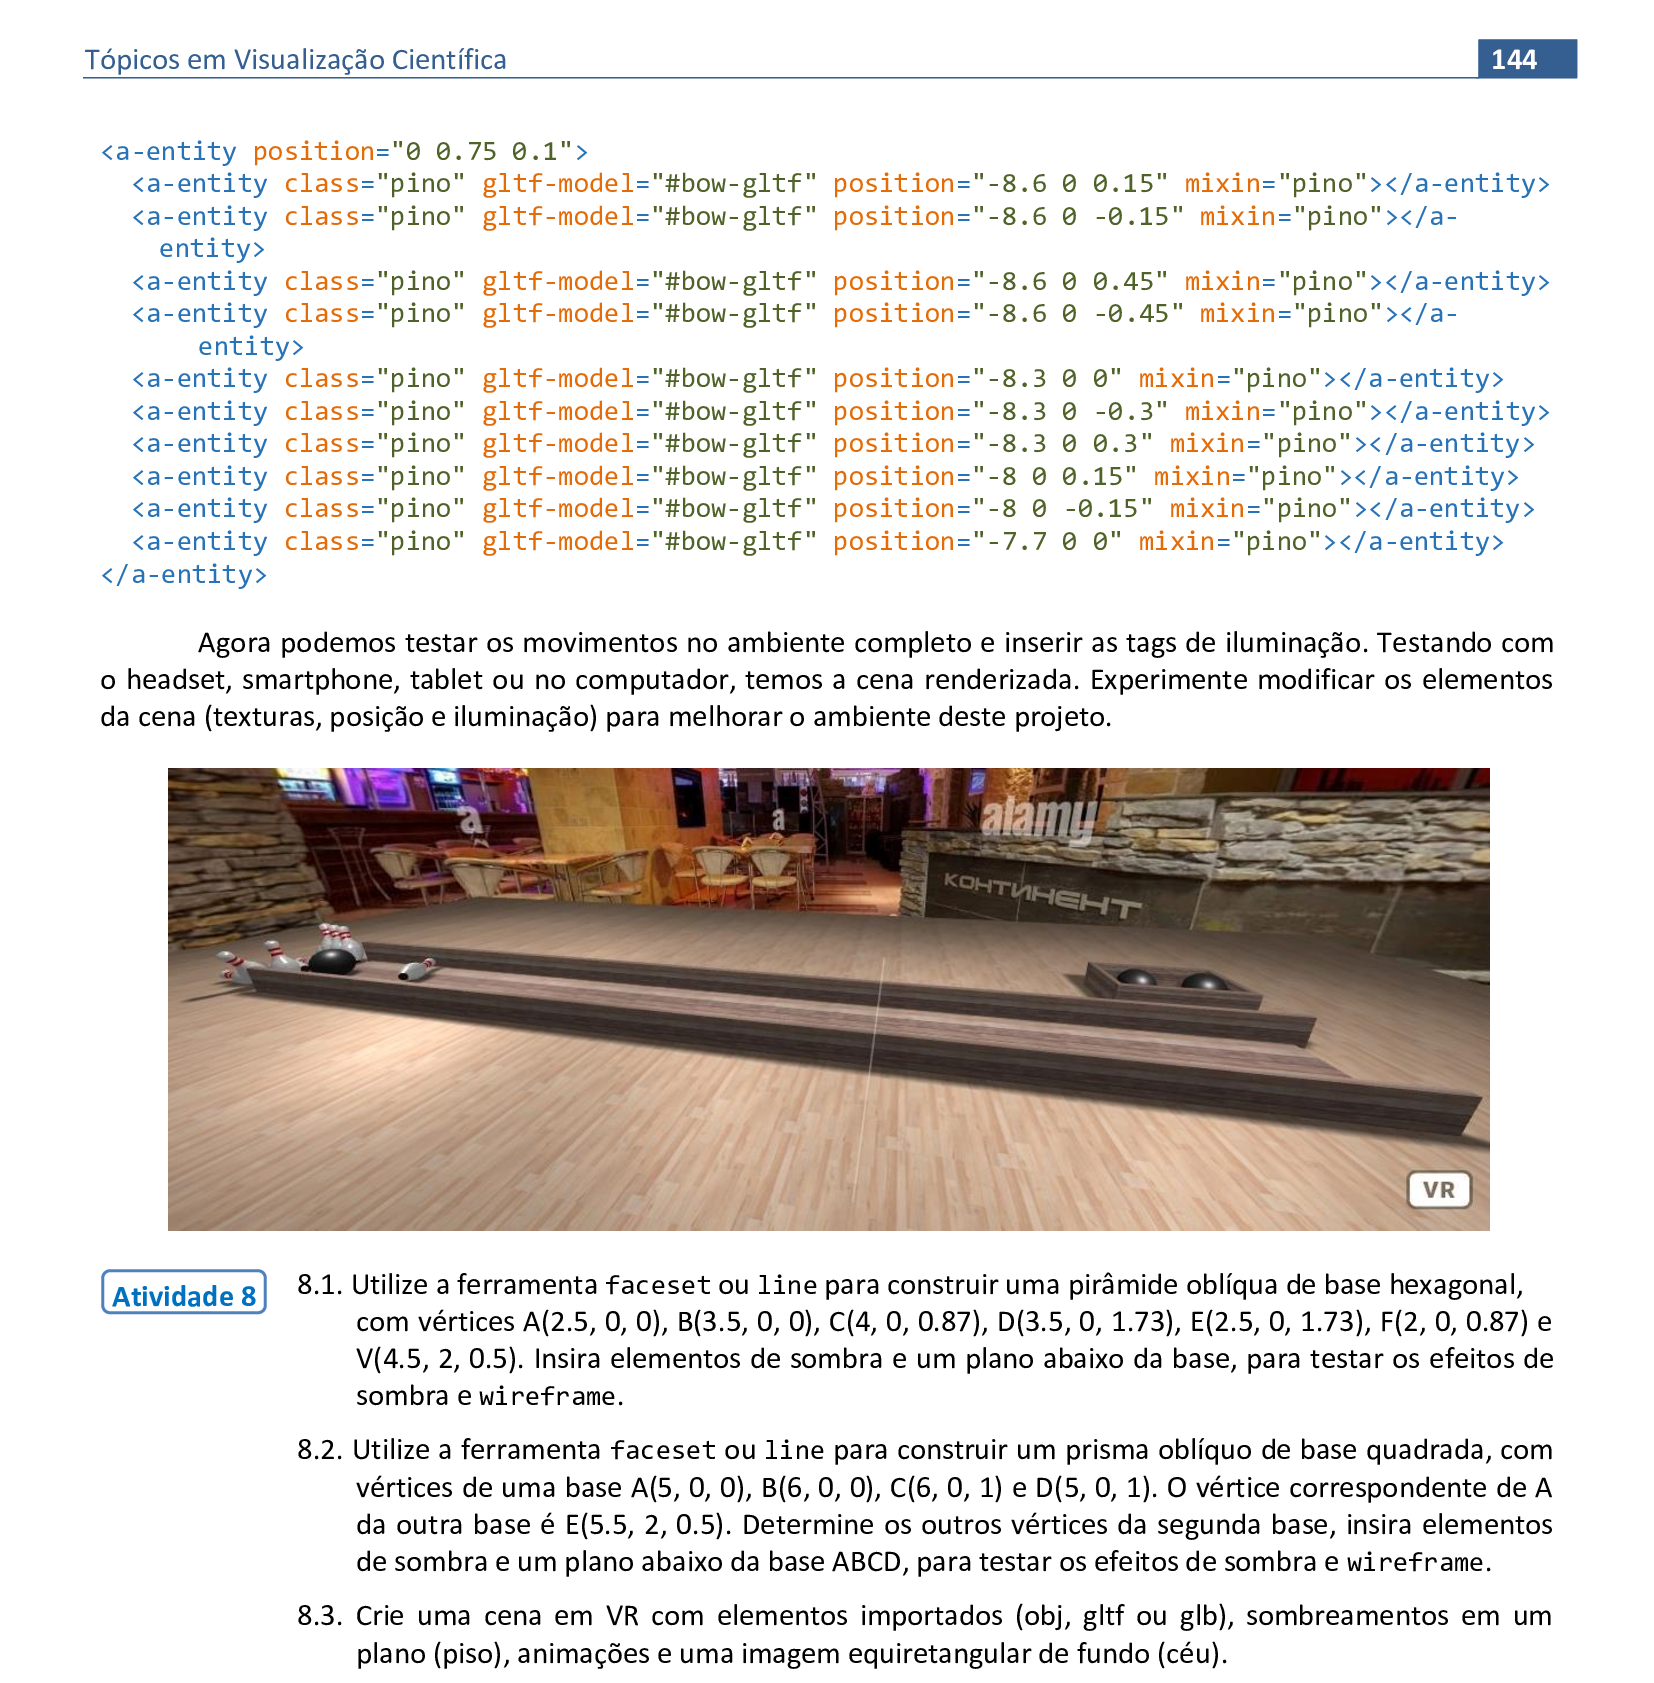 Tópicos em Visualização Científica
144
<a-entity position="0 0.75 0.1">
<a-entity class="pino" gltf-model="#bow-gltf" position="-8.6 0 0.15" mixin="pino"></a-entity>
<a-entity class="pino" gltf-model="#bow-gltf" position="-8.6 0 -0.15" mixin="pino"></a-
entity>
<a-entity class="pino" gltf-model="#bow-gltf" position="-8.6 0 0.45" mixin="pino"></a-entity>
<a-entity class="pino" gltf-model="#bow-gltf" position="-8.6 0 -0.45" mixin="pino"></a-
entity>
<a-entity class="pino" gltf-model="#bow-gltf" position="-8.3 0 0" mixin="pino"></a-entity>
<a-entity class="pino" gltf-model="#bow-gltf" position="-8.3 0 -0.3" mixin="pino"></a-entity>
<a-entity class="pino" gltf-model="#bow-gltf" position="-8.3 0 0.3" mixin="pino"></a-entity>
<a-entity class="pino" gltf-model="#bow-gltf" position="-8 0 0.15" mixin="pino"></a-entity>
<a-entity class="pino" gltf-model="#bow-gltf" position="-8 0 -0.15" mixin="pino"></a-entity>
<a-entity class="pino" gltf-model="#bow-gltf" position="-7.7 0 0" mixin="pino"></a-entity>
</a-entity>
Agora podemos testar os movimentos no ambiente completo e inserir as tags de iluminação. Testando com
o headset, smartphone, tablet ou no computador, temos a cena renderizada. Experimente modificar os elementos
da cena (texturas, posição e iluminação) para melhorar o ambiente deste projeto.
a
a
alamy
КОНТИНЕНТ
VR
Atividade 8
8.1. Utilize a ferramenta faceset ou line para construir uma pirâmide oblíqua de base hexagonal,
com vértices A(2.5, 0, 0), B(3.5, 0, 0), C(4, 0, 0.87), D(3.5, 0, 1.73), E(2.5, 0, 1.73), F(2, 0, 0.87) e
V(4.5, 2, 0.5). Insira elementos de sombra e um plano abaixo da base, para testar os efeitos de
sombra e wireframe.
8.2. Utilize a ferramenta faceset ou line para construir um prisma oblíquo de base quadrada, com
vértices de uma base A(5, 0, 0), B(6, 0, 0), C(6, 0, 1) e D(5, 0, 1). O vértice correspondente de A
da outra base é E(5.5, 2, 0.5). Determine os outros vértices da segunda base, insira elementos
de sombra e um plano abaixo da base ABCD, para testar os efeitos de sombra e wireframe.
8.3. Crie uma cena em VR com elementos importados (obj, gltf ou glb), sombreamentos em um
plano (piso), animações e uma imagem equiretangular de fundo (céu).